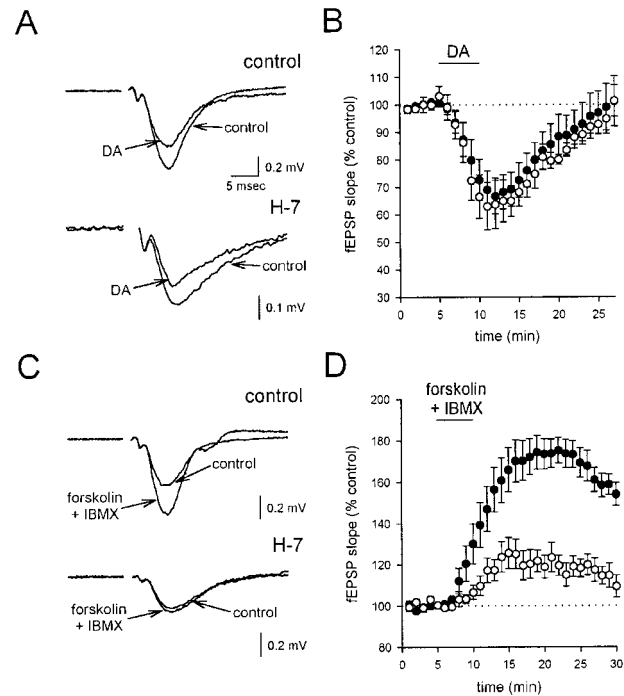 A
control
DA
control
0.2 mV
5 msec
H-7
DA
control
0.1 mV
B
DA
fEPSP slope (% control)
120
110
100
90
80
70
60
50
40
30
0 5 10 15 20 25
time (min)
C
control
control
forskolin
+ IBMX
0.2 mV
H-7
forskolin
+ IBMX
control
0.2 mV
D
forskolin
+ IBMX
fEPSP slope (% control)
200
180
160
140
120
100
80
0 5 10 15 20 25 30
time (min)